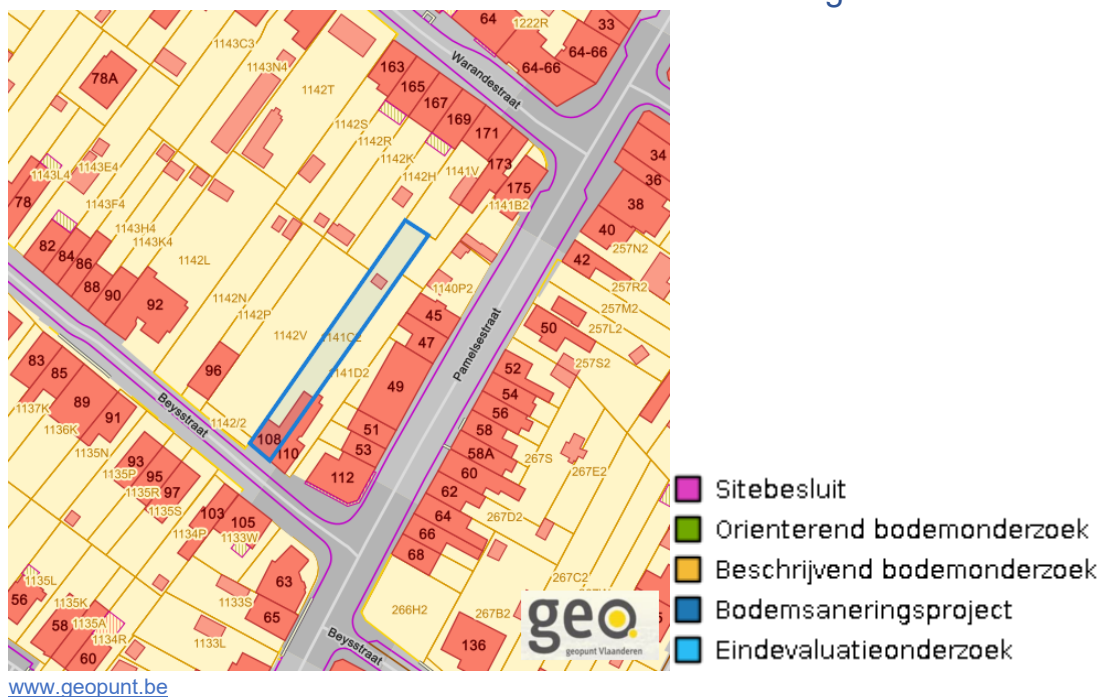 64
1222R
33
64-66
64-66
1143C3
1143N4
78A
1142T
163
165
167
169
171
173
175
Warandestraat
1142S
1142R
1142K
1142H
1141V
1141B2
34
36
38
40
42
257N2
257R2
257M2
257L2
257S2
1143L4
1143E4
78
1143F4
1143H4
1143K4
1142L
82
84
86
88
90
92
1142N
1142P
1142V
1141C2
1141D2
1140P2
45
47
49
51
53
Pamelsestraat
50
52
54
56
58
58A
60
62
64
66
68
267S
267E2
267D2
267C2
83
85
89
91
96
Beysstraat
1142/2
108
110
112
1137K
1136K
1135N
93
95
97
1135P
1135R
1135S
1134P
103
105
1133W
63
65
1133S
1133L
1135L
56
1135K
58
1135A
1134R
60
Beysstraat
266H2
267B2
136
geo
geopunt Vlaanderen
Sitebesluit
Orienterend bodemonderzoek
Beschrijvend bodemonderzoek
Bodemsaneringsproject
Eindevaluatieonderzoek
www.geopunt.be